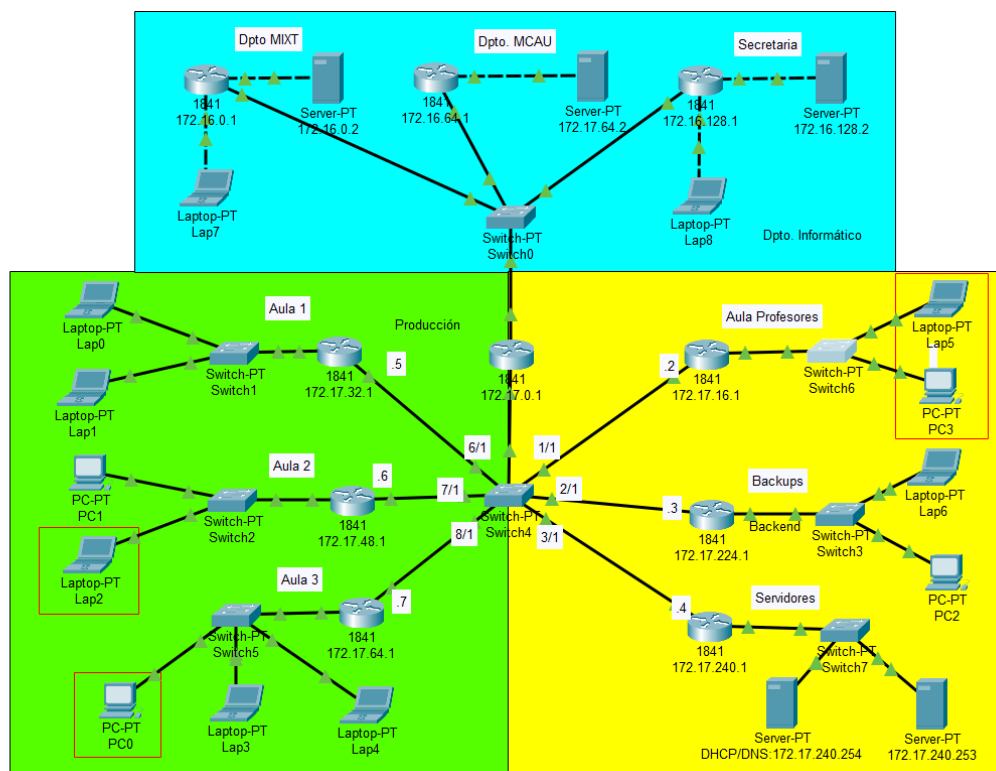 Dpto MIXT
Dpto. MCAU
Secretaria
1841
172.16.0.1
Server-PT
172.16.0.2
1841
172.16.64.1
Server-PT
172.17.64.2
1841
172.16.128.1
Server-PT
172.16.128.2
Laptop-PT
Lap7
Switch-PT
Switch0
Laptop-PT
Lap8
Dpto. Informático
Laptop-PT
Lap0
Aula 1
Producción
Switch-PT
Switch1
1841
172.17.32.1
.5
Laptop-PT
Lap1
1841
172.17.0.1
Aula Profesores
Laptop-PT
Lap5
.2
1841
172.17.16.1
Switch-PT
Switch6
PC-PT
PC3
6/1
1/1
PC-PT
PC1
Aula 2
.6
7/1
Switch-PT
Switch2
1841
172.17.48.1
Switch-PT
Switch4
2/1
8/1
3/1
Laptop-PT
Lap2
Backups
.3
Backend
1841
172.17.224.1
Switch-PT
Switch3
Laptop-PT
Lap6
PC-PT
PC2
Aula 3
.7
Switch-PT
Switch5
1841
172.17.64.1
PC-PT
PC0
Laptop-PT
Lap3
Laptop-PT
Lap4
Servidores
.4
1841
172.17.240.1
Switch-PT
Switch7
Server-PT
DHCP/DNS:172.17.240.254
Server-PT
172.17.240.253